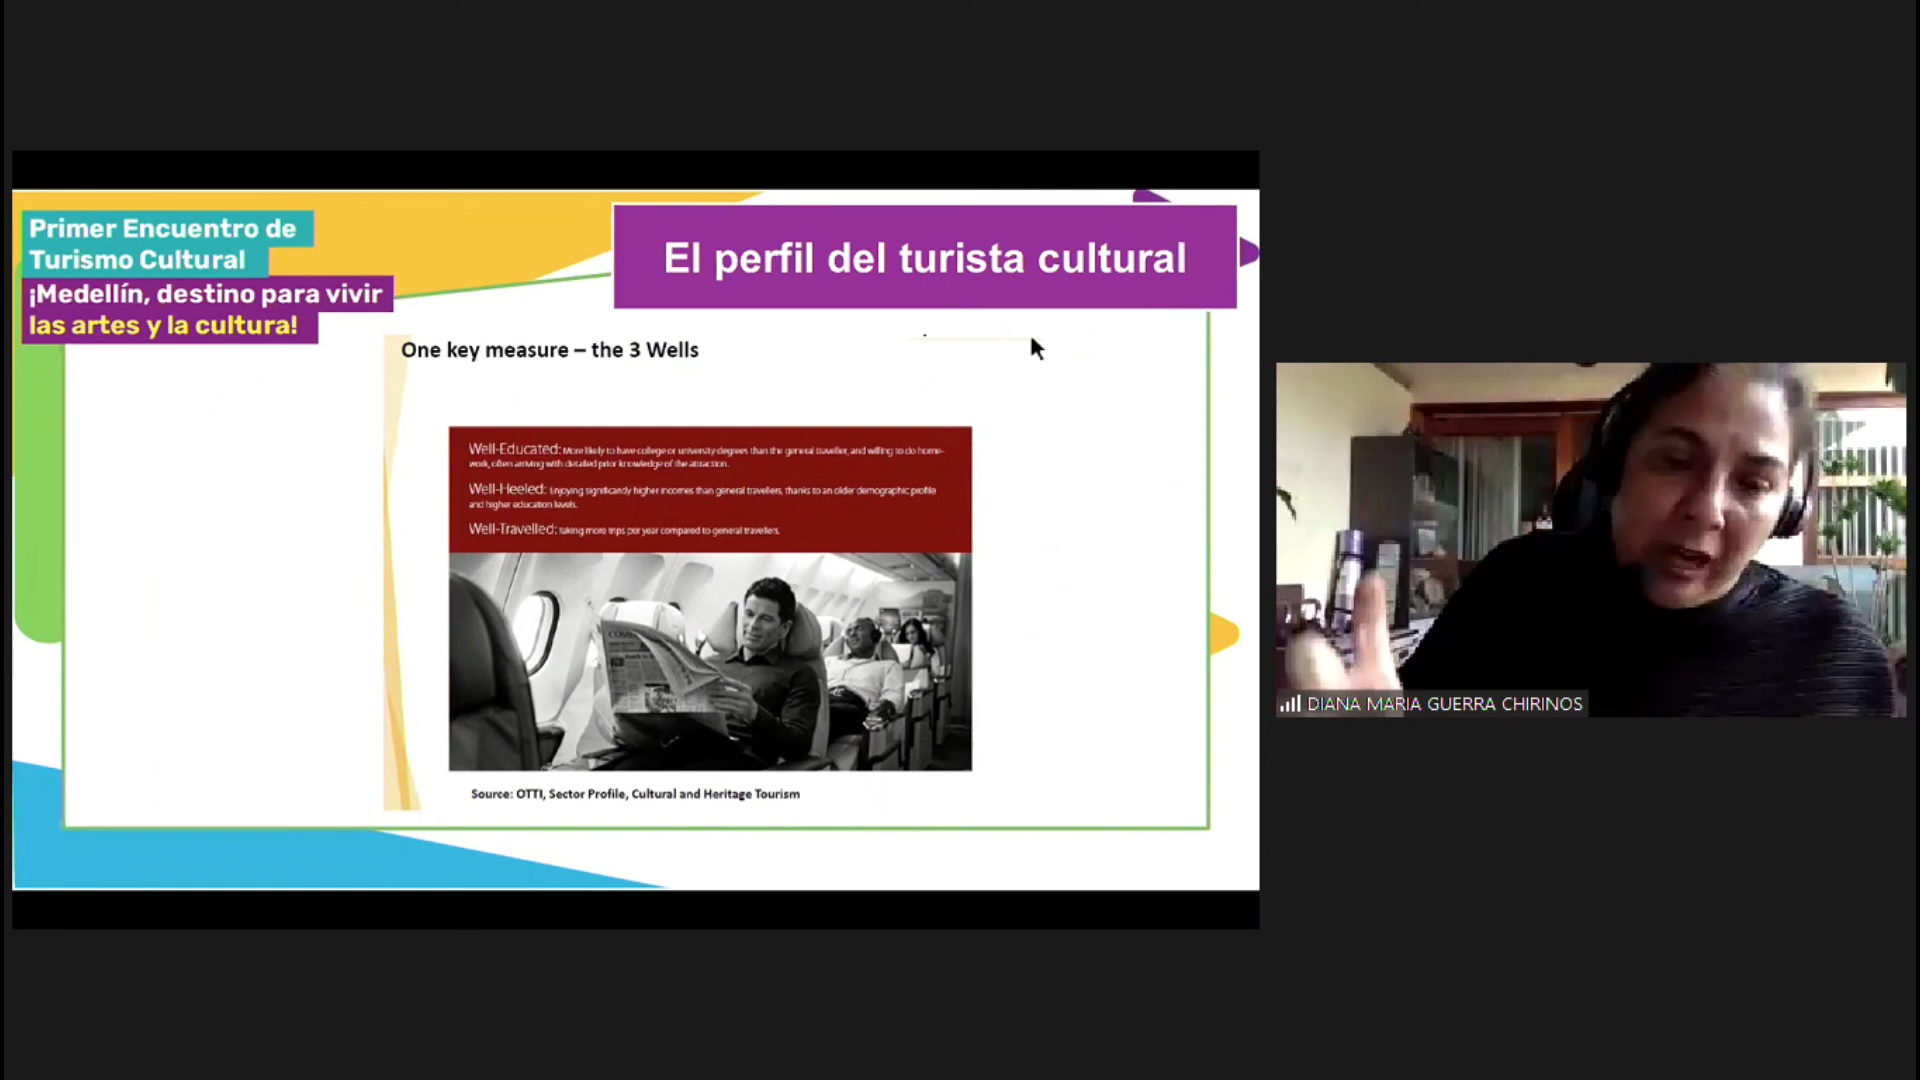 Primer Encuentro de
Turismo Cultural
¡Medellín, destino para vivir
las artes y la cultura!
El perfil del turista cultural
One key measure – the 3 Wells
Well-Educated: More likely to have college or university degrees than the general traveller, and willing to do home-
work, often arriving with detailed prior knowledge of the attraction.
Well-Heeled: Enjoying significantly higher incomes than general travellers, thanks to an older demographic profile
and higher education levels.
Well-Travelled: taking more trips per year compared to general travellers.
Source: OTTI, Sector Profile, Cultural and Heritage Tourism
DIANA MARIA GUERRA CHIRINOS